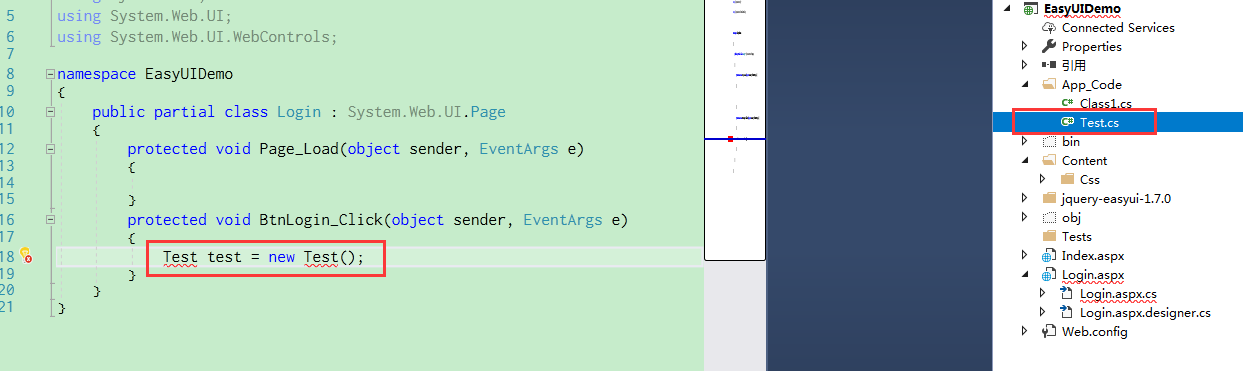 5 using System.Web.UI;
6 using System.Web.UI.WebControls;
7
8 namespace EasyUIDemo
9 {
10 public partial class Login : System.Web.UI.Page
11 {
12 protected void Page_Load(object sender, EventArgs e)
13 {
14
15 }
16 protected void BtnLogin_Click(object sender, EventArgs e)
17 {
18 Test test = new Test();
19 }
20 }
21 }
EasyUIDemo
Connected Services
Properties
引用
App_Code
Class1.cs
Test.cs
bin
Content
Css
jquery-easyui-1.7.0
obj
Tests
Index.aspx
Login.aspx
Login.aspx.cs
Login.aspx.designer.cs
Web.config